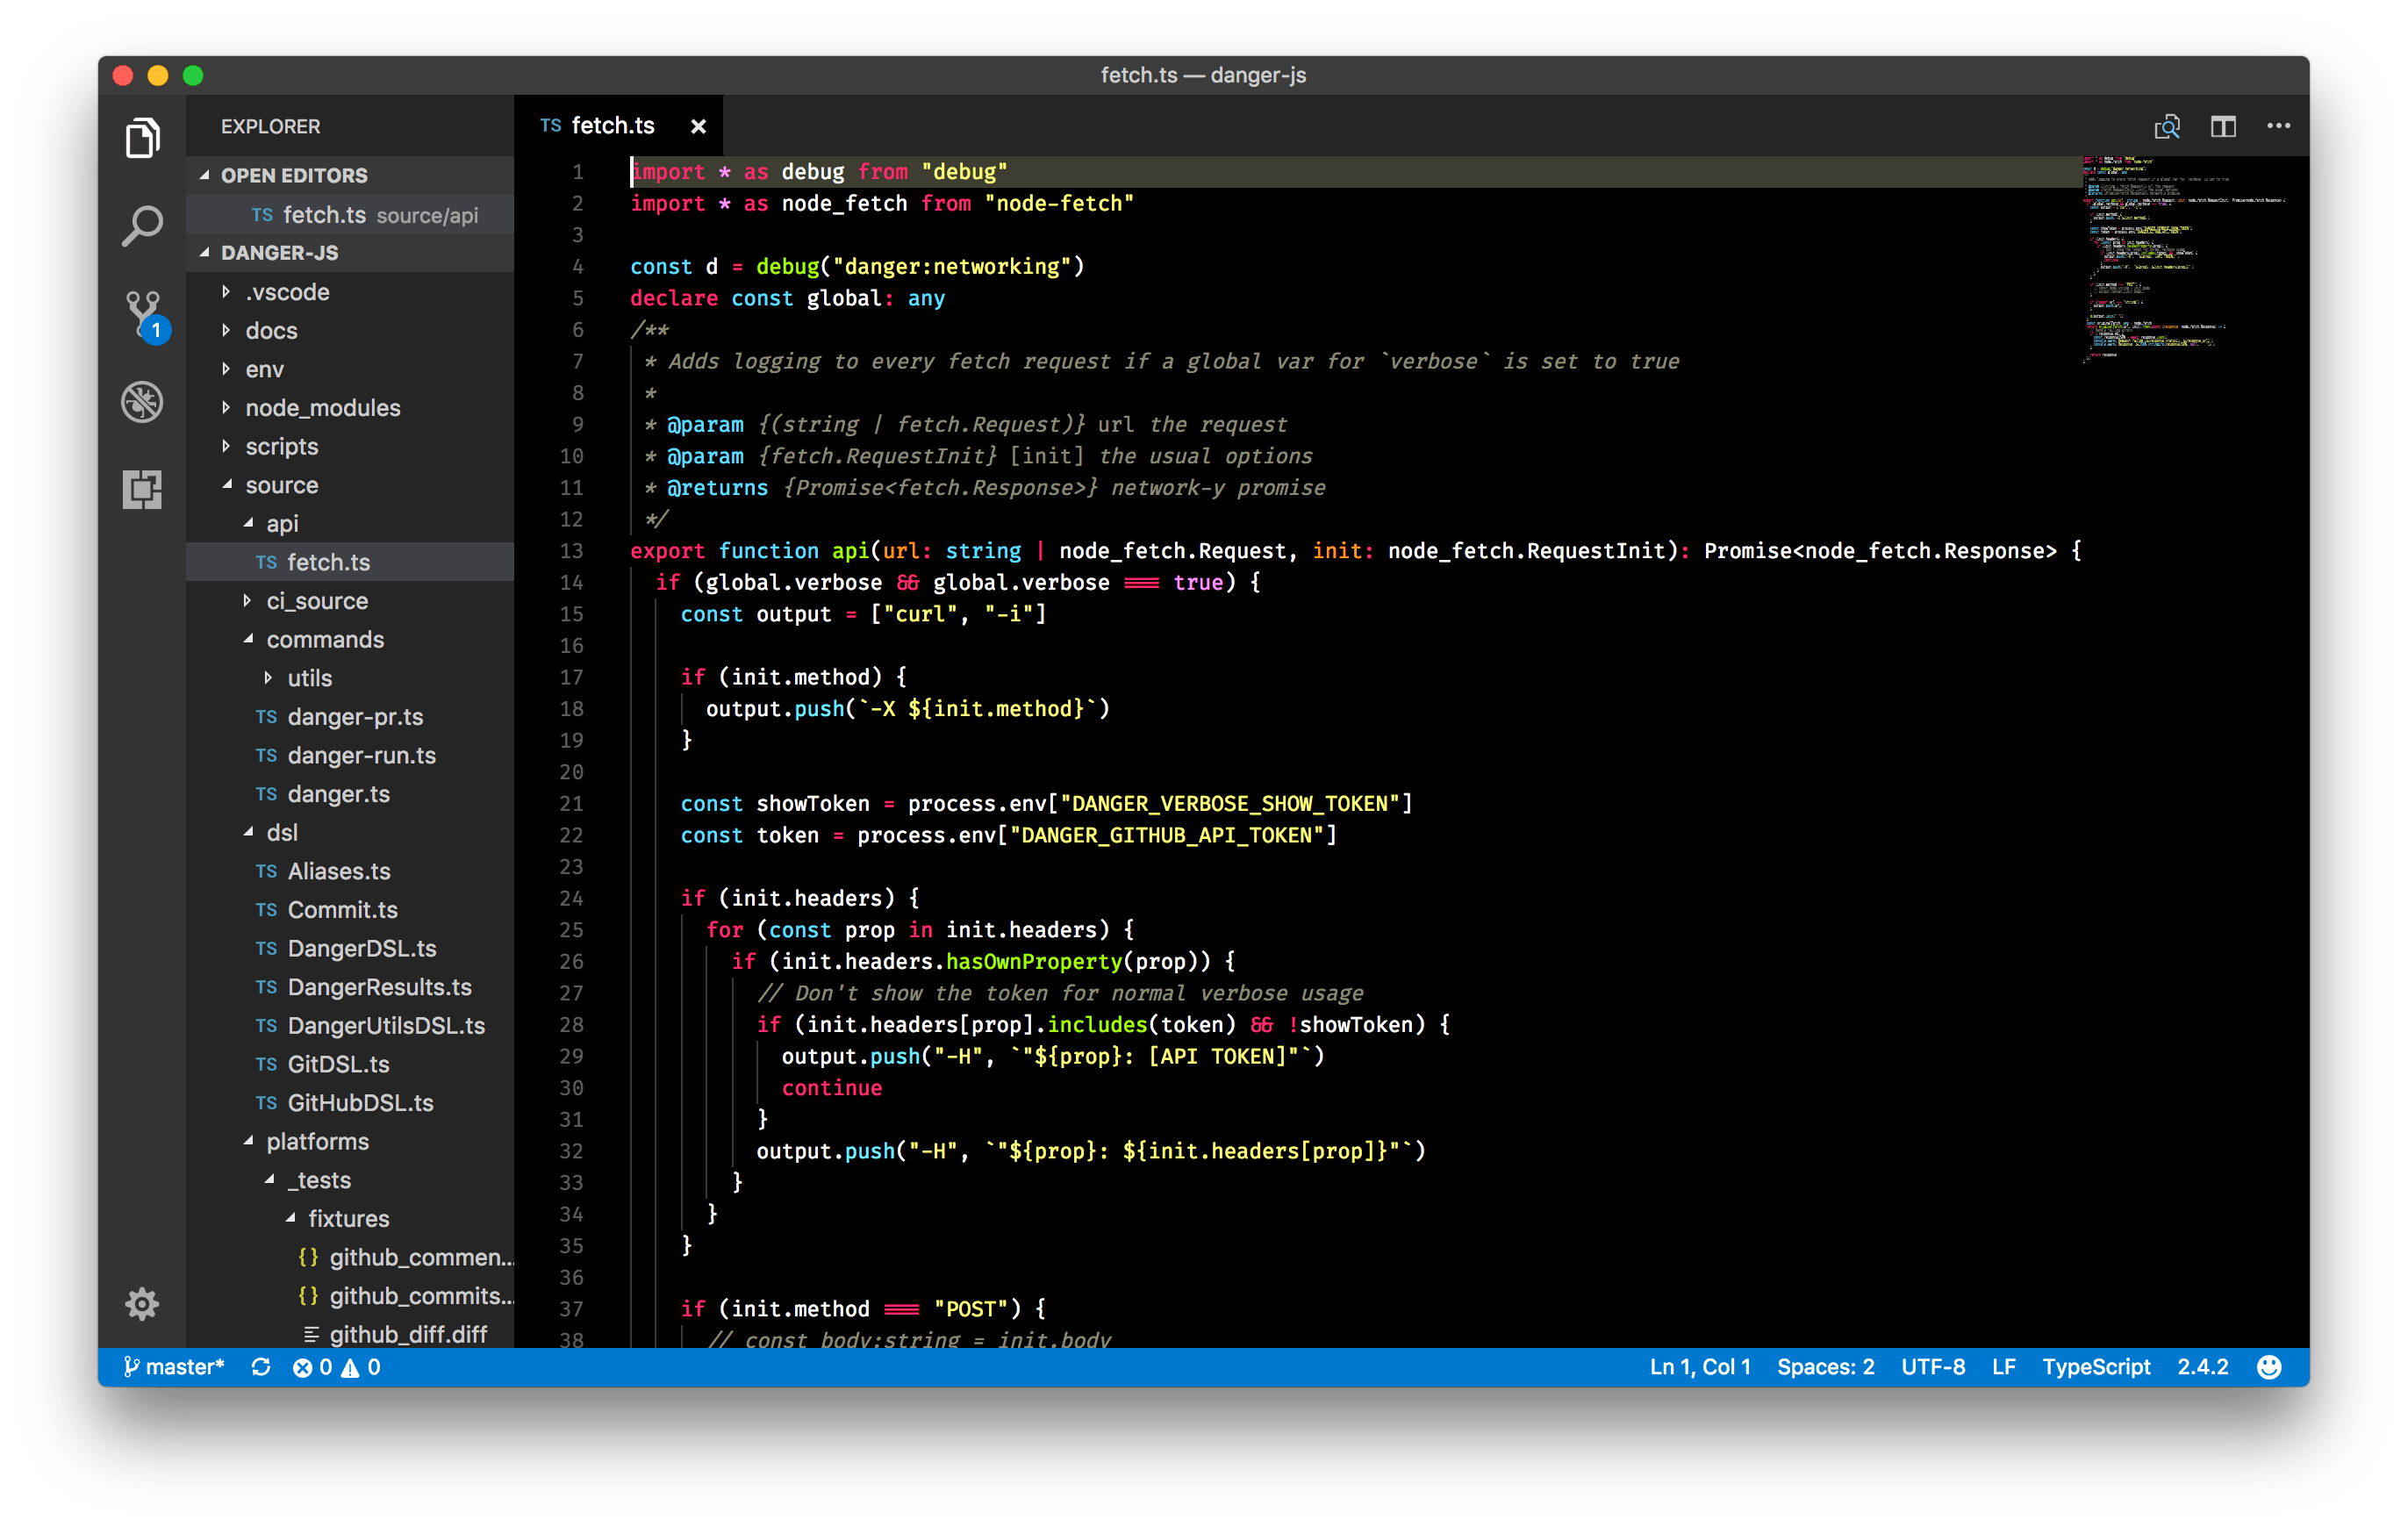 fetch.ts — danger-js
EXPLORER
OPEN EDITORS
TS fetch.ts source/api
DANGER-JS
.vscode
docs
env
node_modules
scripts
source
api
TS fetch.ts
ci_source
commands
utils
TS danger-pr.ts
TS danger-run.ts
TS danger.ts
dsl
TS Aliases.ts
TS Commit.ts
TS DangerDSL.ts
TS DangerResults.ts
TS DangerUtilsDSL.ts
TS GitDSL.ts
TS GitHubDSL.ts
platforms
_tests
fixtures
{} github_commen...
{} github_commits...
github_diff.diff
1
TS fetch.ts ×
1 import * as debug from "debug"
2 import * as node_fetch from "node-fetch"
3
4 const d = debug("danger:networking")
5 declare const global: any
6 /**
7 * Adds logging to every fetch request if a global var for `verbose` is set to true
8 *
9 * @param {(string | fetch.Request)} url the request
10 * @param {fetch.RequestInit} [init] the usual options
11 * @returns {Promise<fetch.Response>} network-y promise
12 */
13 export function api(url: string | node_fetch.Request, init: node_fetch.RequestInit): Promise<node_fetch.Response> {
14 if (global.verbose && global.verbose === true) {
15 const output = ["curl", "-i"]
16
17 if (init.method) {
18 output.push(`-X ${init.method}`)
19 }
20
21 const showToken = process.env["DANGER_VERBOSE_SHOW_TOKEN"]
22 const token = process.env["DANGER_GITHUB_API_TOKEN"]
23
24 if (init.headers) {
25 for (const prop in init.headers) {
26 if (init.headers.hasOwnProperty(prop)) {
27 // Don't show the token for normal verbose usage
28 if (init.headers[prop].includes(token) && !showToken) {
29 output.push("-H", `"${prop}: [API TOKEN]"`)
30 continue
31 }
32 output.push("-H", `"${prop}: ${init.headers[prop]}"`)
33 }
34 }
35 }
36
37 if (init.method === "POST") {
38 // const body:string = init.body
master* 0 0
Ln 1, Col 1 Spaces: 2 UTF-8 LF TypeScript 2.4.2